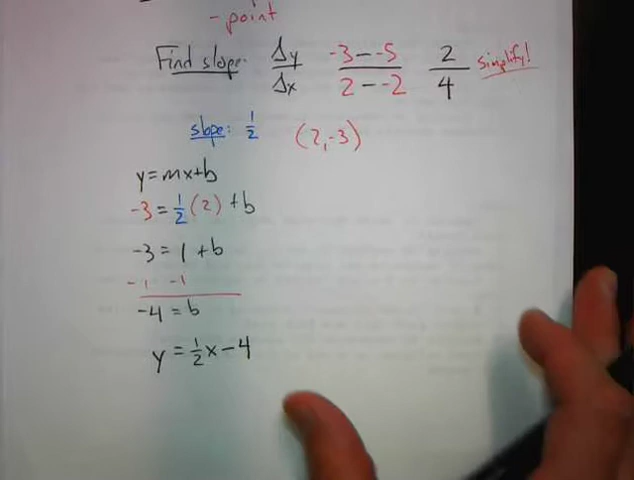 - point
Find slope: Δy/Δx -3--5/2--2 2/4 simplify!
slope: 1/2 (2,-3)
y=mx+b
-3=1/2(2)+b
-3=1+b
-1 -1
-4=b
y=1/2x-4